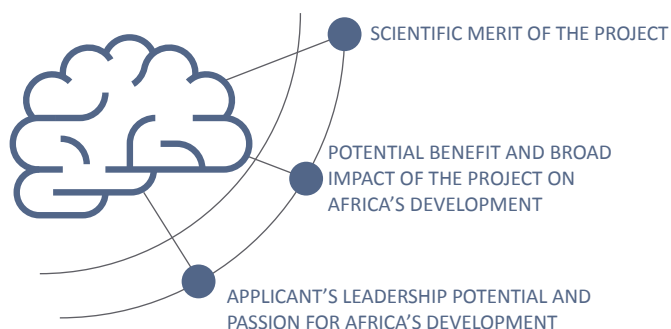 SCIENTIFIC MERIT OF THE PROJECT
POTENTIAL BENEFIT AND BROAD
IMPACT OF THE PROJECT ON
AFRICA’S DEVELOPMENT
APPLICANT’S LEADERSHIP POTENTIAL AND
PASSION FOR AFRICA’S DEVELOPMENT